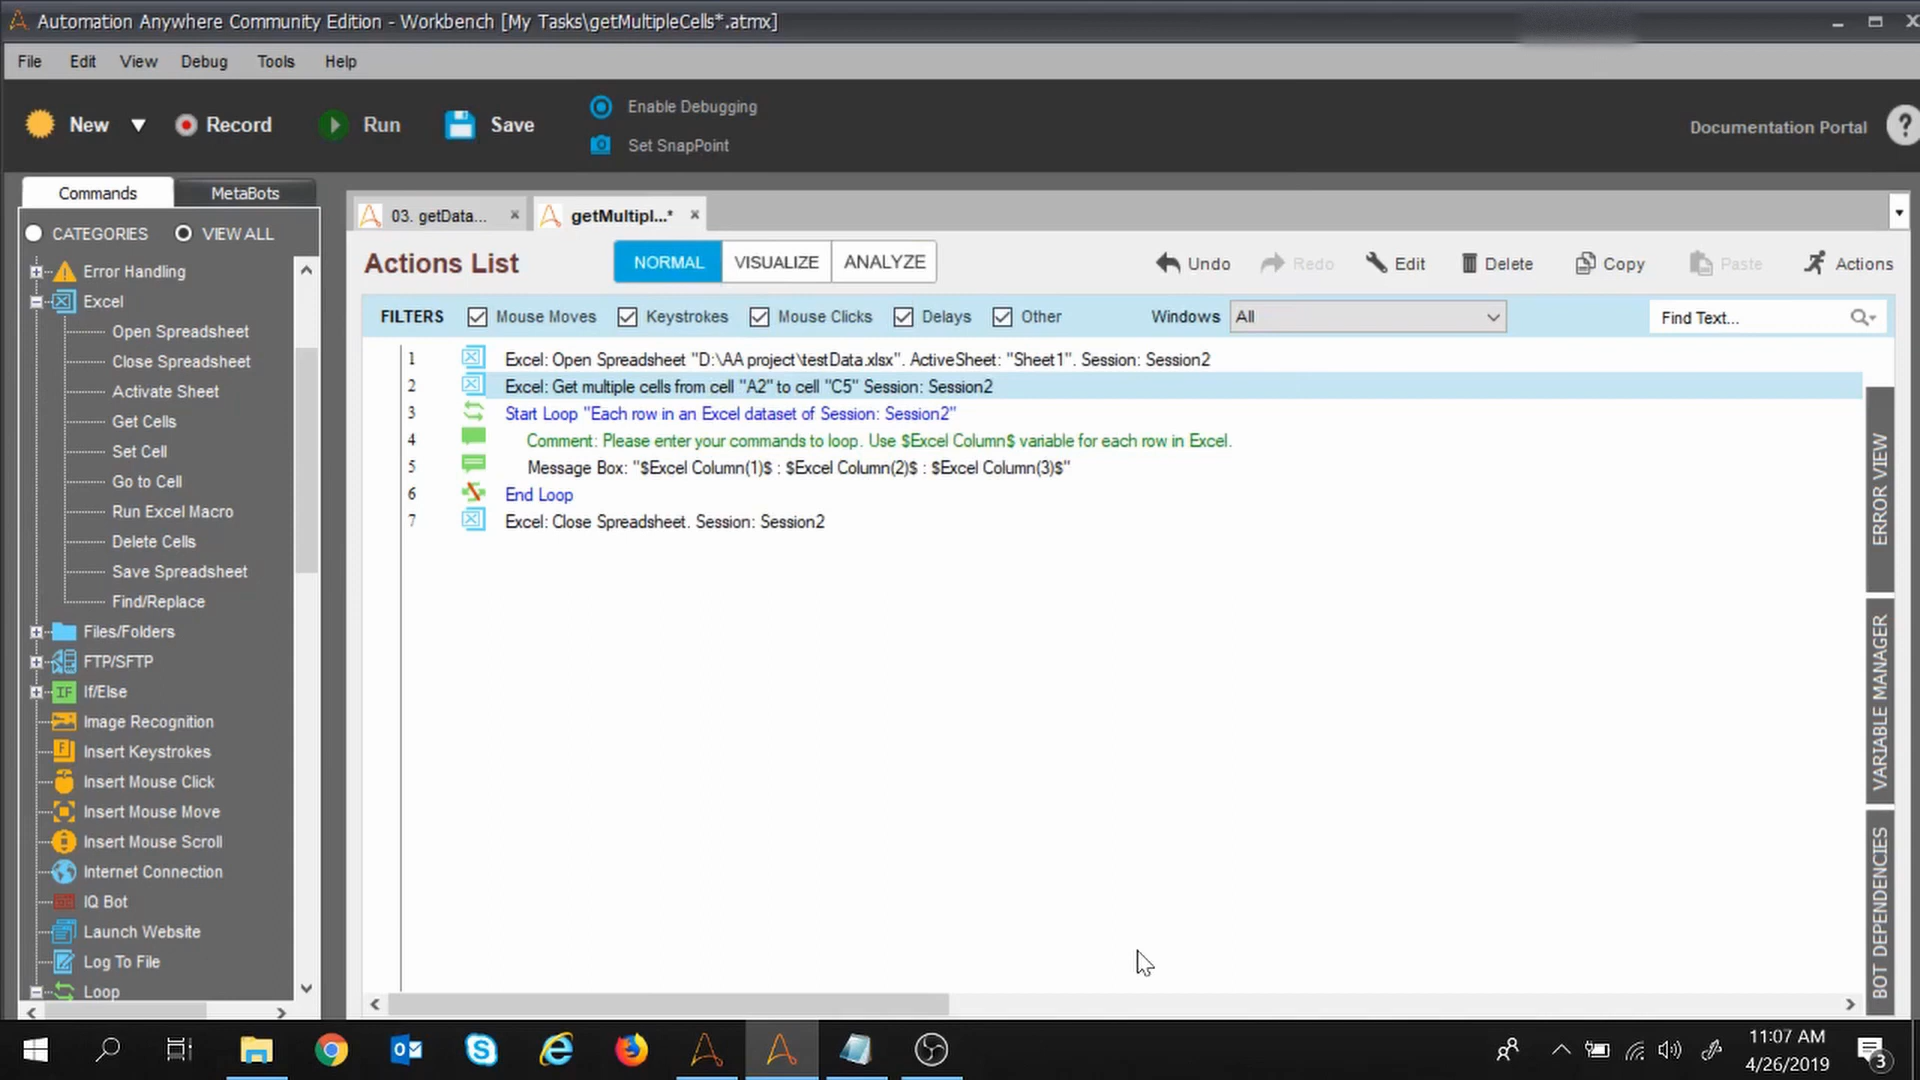 Automation Anywhere Community Edition - Workbench [My Tasks\getMultipleCells*.atmx]
File Edit View Debug Tools Help
New Record Run Save
Enable Debugging
Set SnapPoint
Documentation Portal ?
Commands MetaBots
CATEGORIES VIEW ALL
Error Handling
Excel
Open Spreadsheet
Close Spreadsheet
Activate Sheet
Get Cells
Set Cell
Go to Cell
Run Excel Macro
Delete Cells
Save Spreadsheet
Find/Replace
Files/Folders
FTP/SFTP
IF If/Else
Image Recognition
Insert Keystrokes
Insert Mouse Click
Insert Mouse Move
Insert Mouse Scroll
Internet Connection
IQ Bot
Launch Website
Log To File
Loop
03. getData... getMultipl...*
Actions List NORMAL VISUALIZE ANALYZE Undo Redo Edit Delete Copy Paste Actions
FILTERS Mouse Moves Keystrokes Mouse Clicks Delays Other Windows All Find Text...
1 Excel: Open Spreadsheet "D:\AA project\testData.xlsx". ActiveSheet: "Sheet1". Session: Session2
2 Excel: Get multiple cells from cell "A2" to cell "C5" Session: Session2
3 Start Loop "Each row in an Excel dataset of Session: Session2"
4 Comment: Please enter your commands to loop. Use $Excel Column$ variable for each row in Excel.
5 Message Box: "$Excel Column(1)$ : $Excel Column(2)$ : $Excel Column(3)$"
6 End Loop
7 Excel: Close Spreadsheet. Session: Session2
ERROR VIEW
VARIABLE MANAGER
BOT DEPENDENCIES
11:07 AM
4/26/2019
3